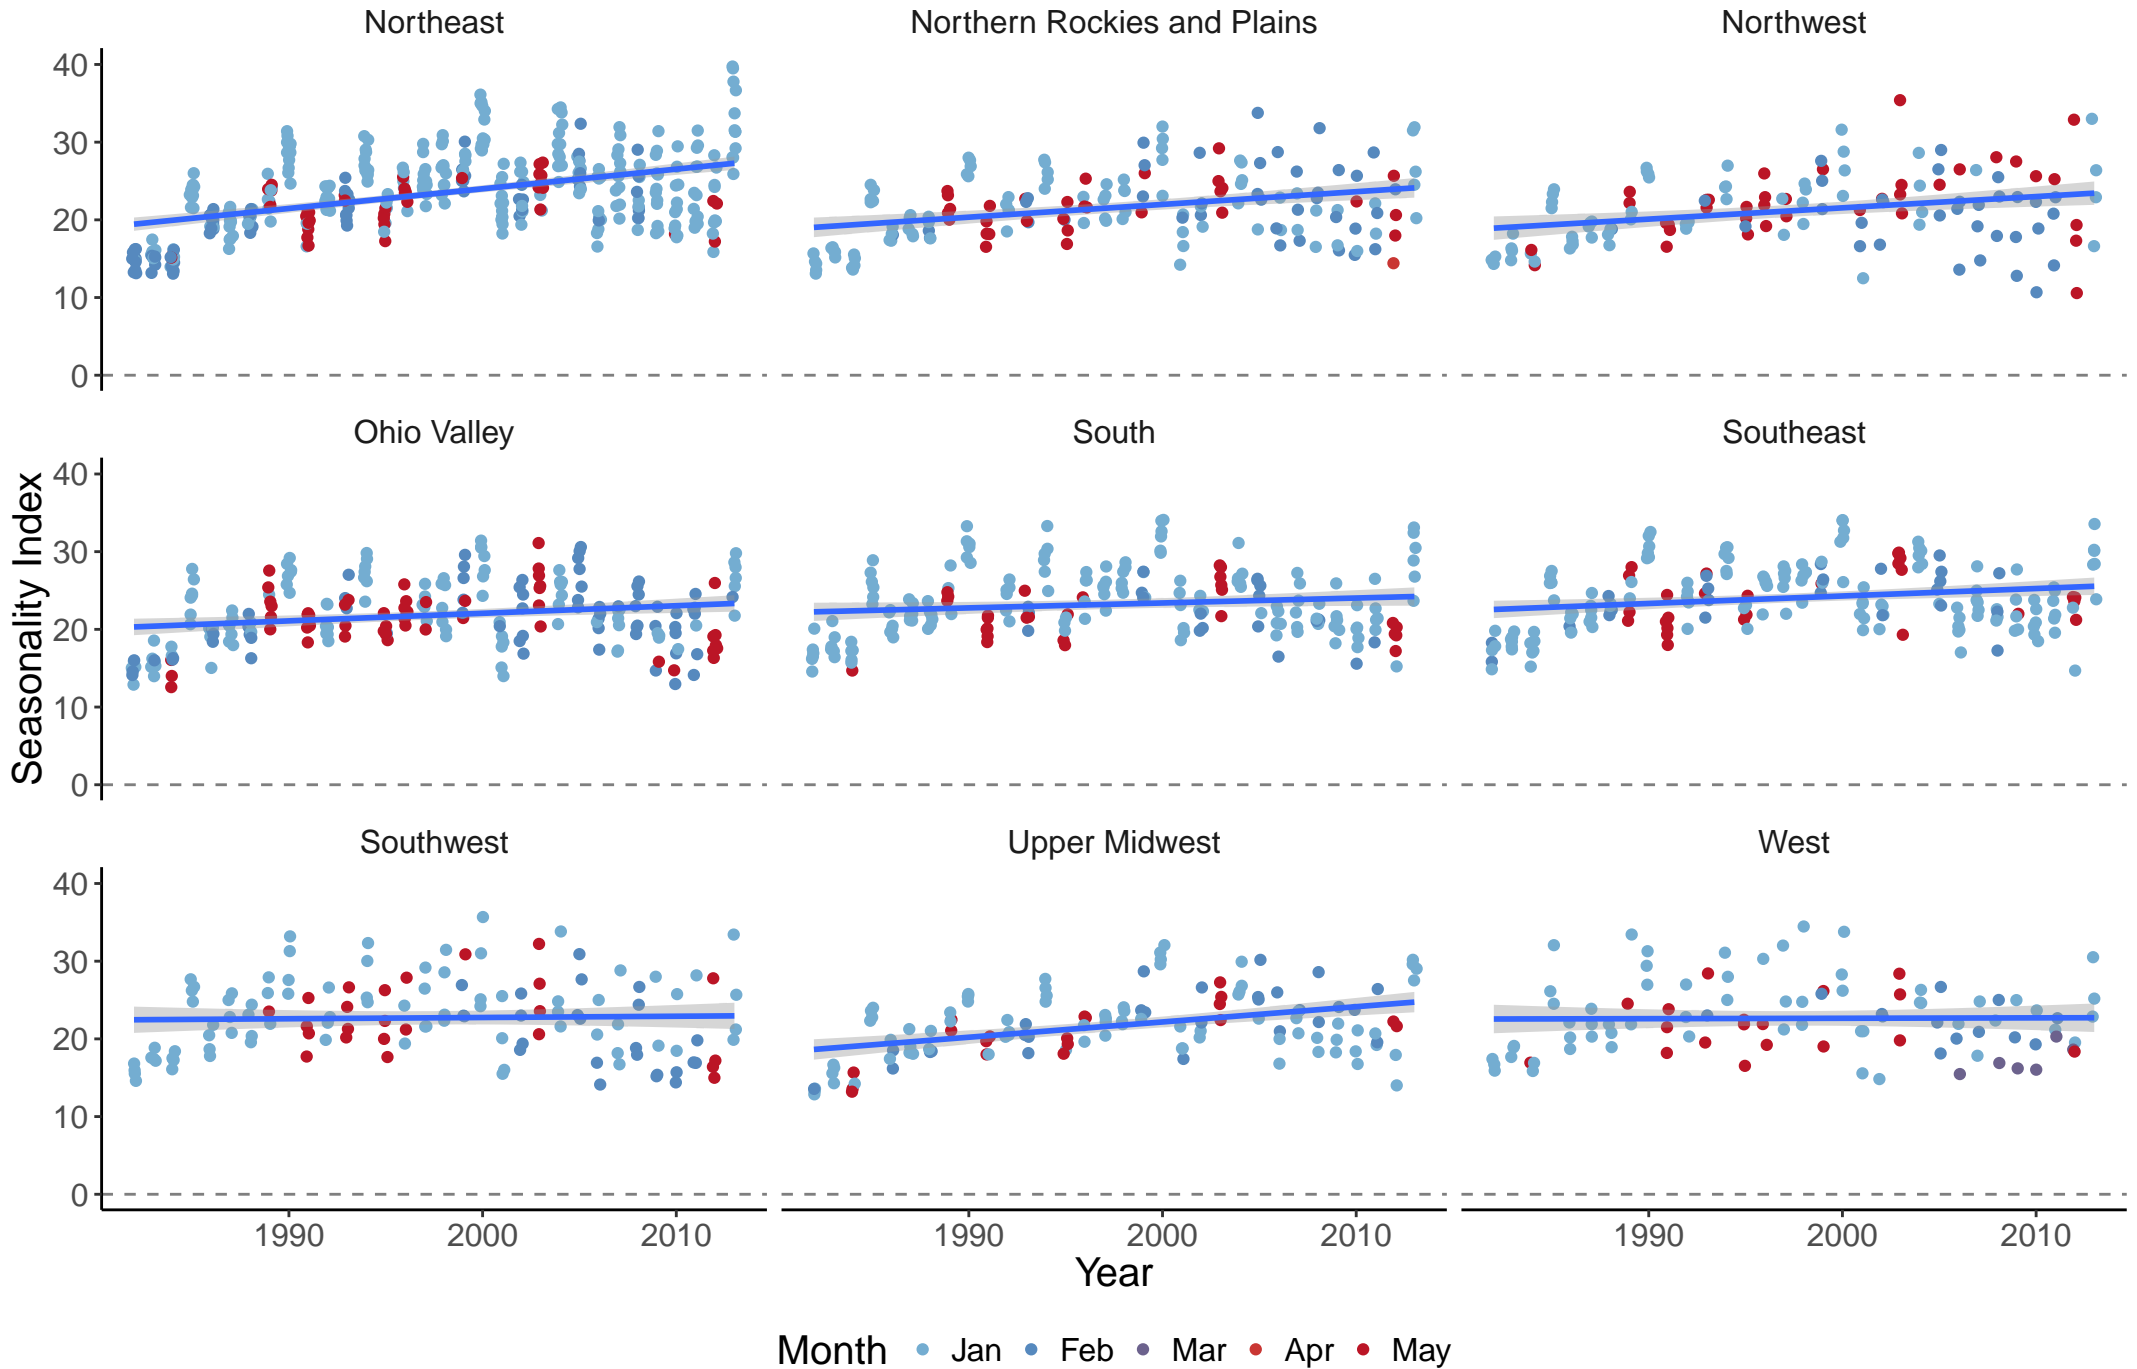 Northeast Northern Rockies and Plains Northwest
40
30
20
10
0
Ohio Valley South Southeast
40
30
20
10
0
Seasonality Index
Southwest Upper Midwest West
40
30
20
10
0
1990 2000 2010 1990 2000 2010 1990 2000 2010
Year
Month Jan Feb Mar Apr May